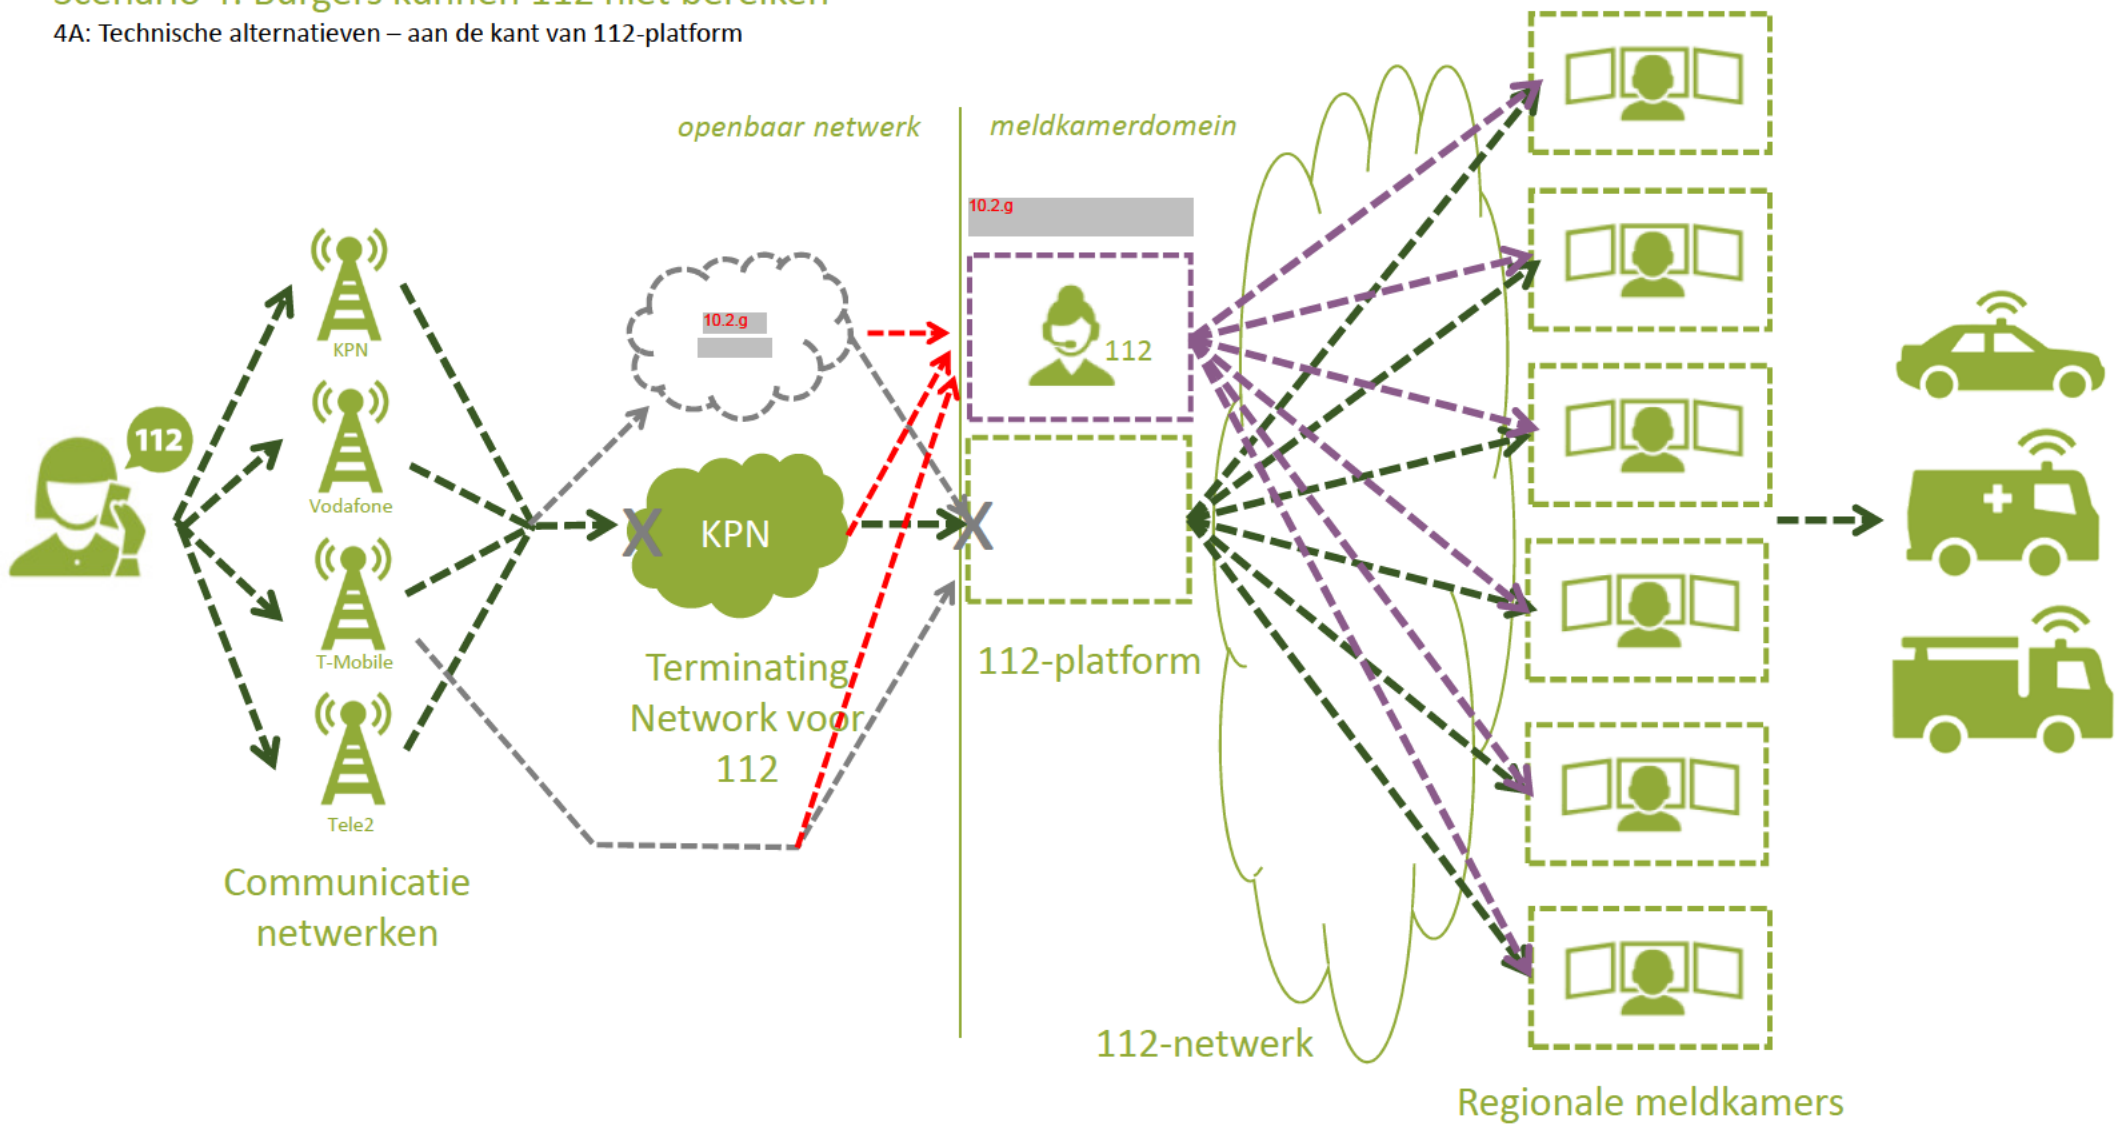 4A: Technische alternatieven – aan de kant van 112-platform
openbaar netwerk
meldkamerdomein
10.2.g
10.2.g
KPN
112
112
Vodafone
KPN
X
X
T-Mobile
Terminating
Network voor
112
112-platform
Tele2
Communicatie
netwerken
112-netwerk
Regionale meldkamers